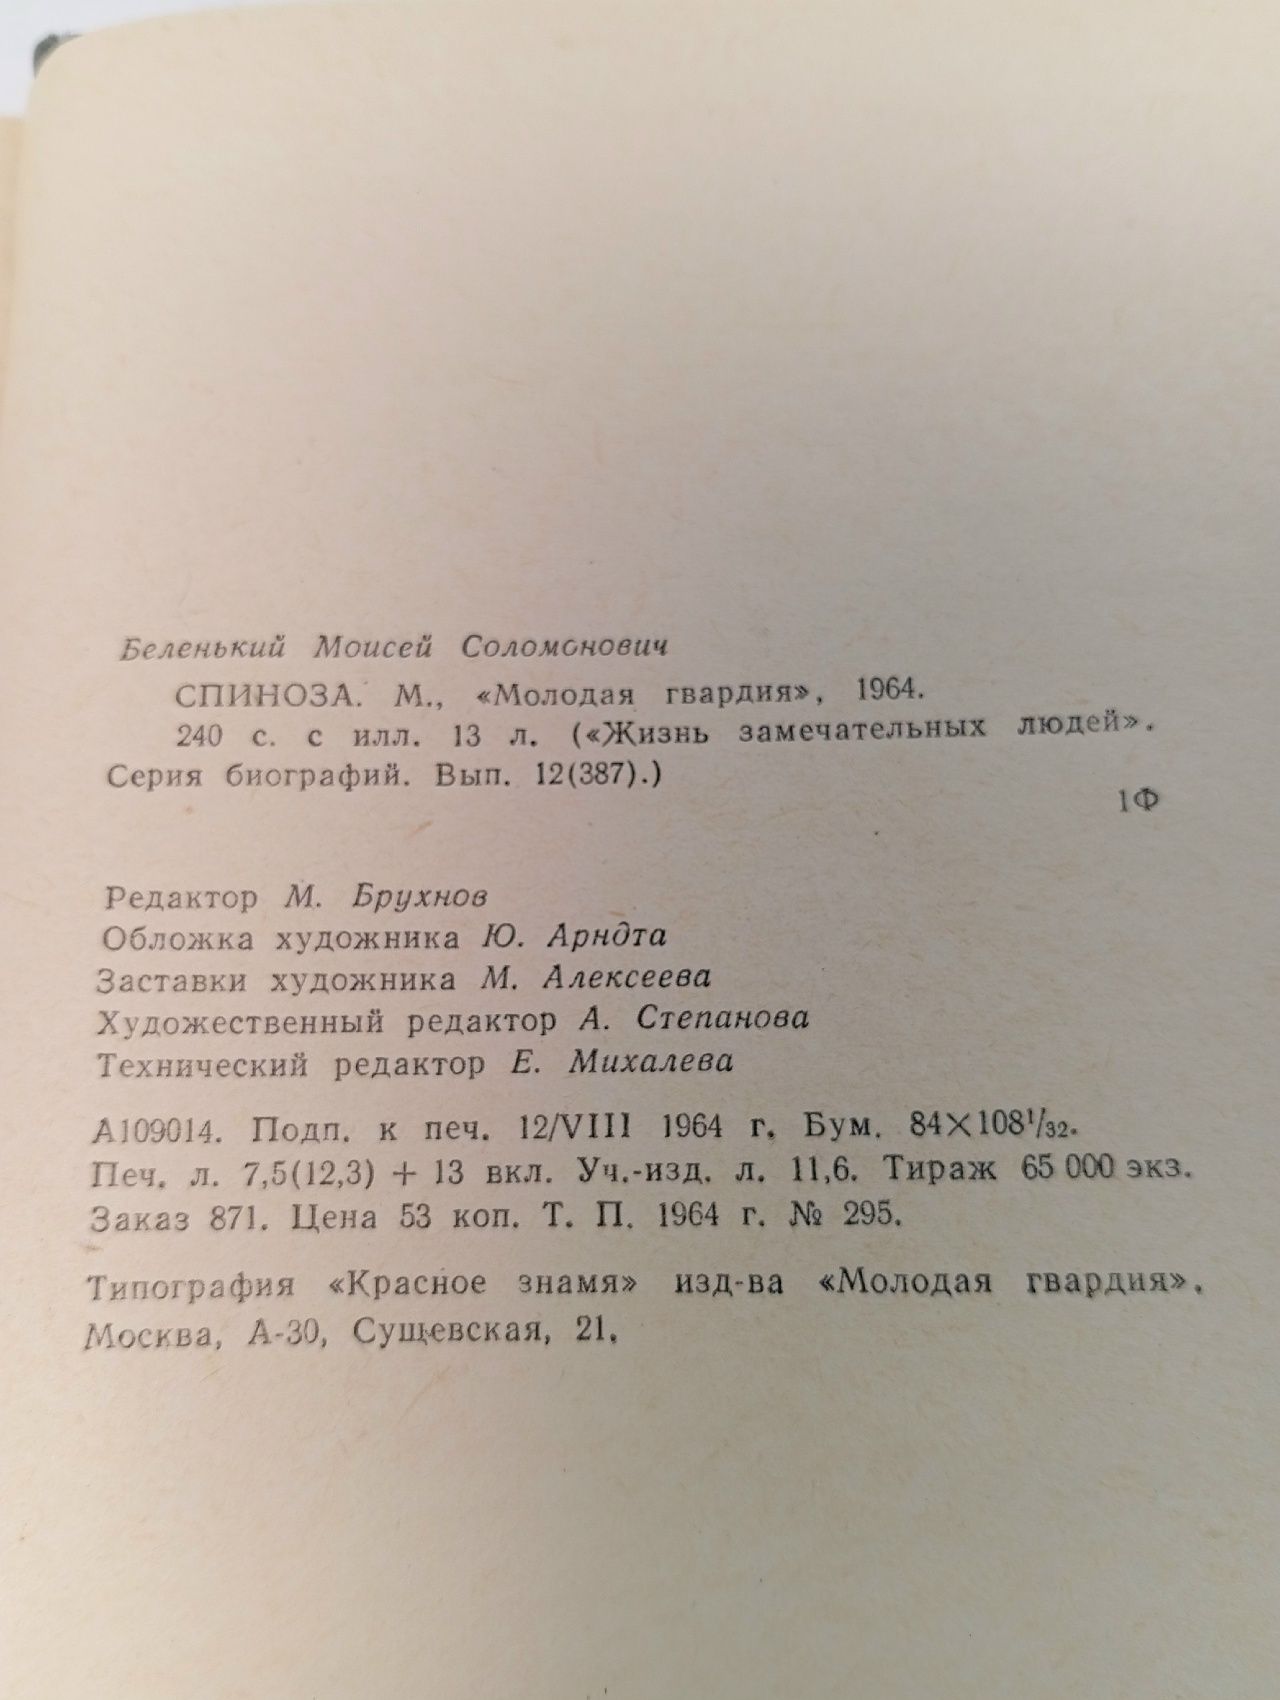 Беленький Моисей Соломонович
СПИНОЗА. М., «Молодая гвардия», 1964.
240 с. с илл. 13 л. («Жизнь замечательных людей».
Серия биографий. Вып. 12(387).)
1Ф
Редактор М. Брухнов
Обложка художника Ю. Арндта
Заставки художника М. Алексеева
Художественный редактор А. Степанова
Технический редактор Е. Михалева
А109014. Подп. к печ. 12/VIII 1964 г. Бум. 84×108¹/₃₂.
Печ. л. 7,5(12,3) + 13 вкл. Уч.-изд. л. 11,6. Тираж 65 000 экз.
Заказ 871. Цена 53 коп. Т. П. 1964 г. № 295.
Типография «Красное знамя» изд-ва «Молодая гвардия».
Москва, А-30, Сущевская, 21.